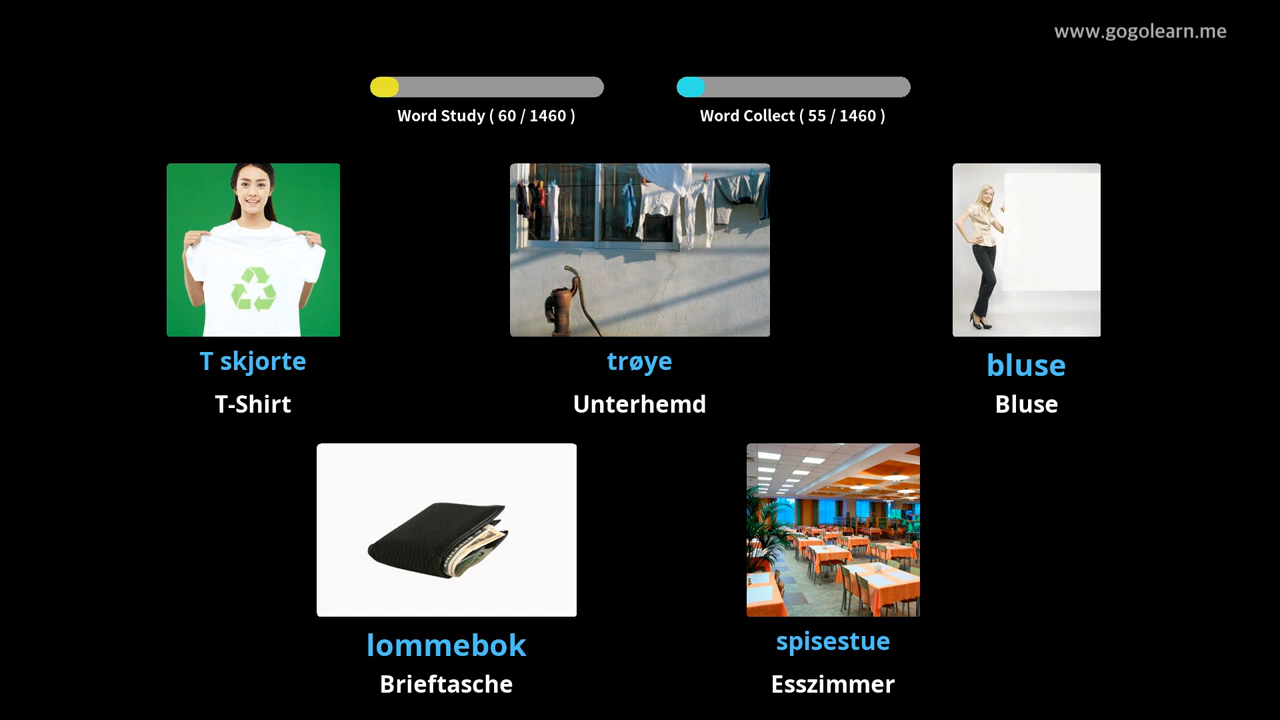 www.gogolearn.me
Word Study ( 60 / 1460 )
Word Collect ( 55 / 1460 )
T skjorte
T-Shirt
trøye
Unterhemd
bluse
Bluse
lommebok
Brieftasche
spisestue
Esszimmer